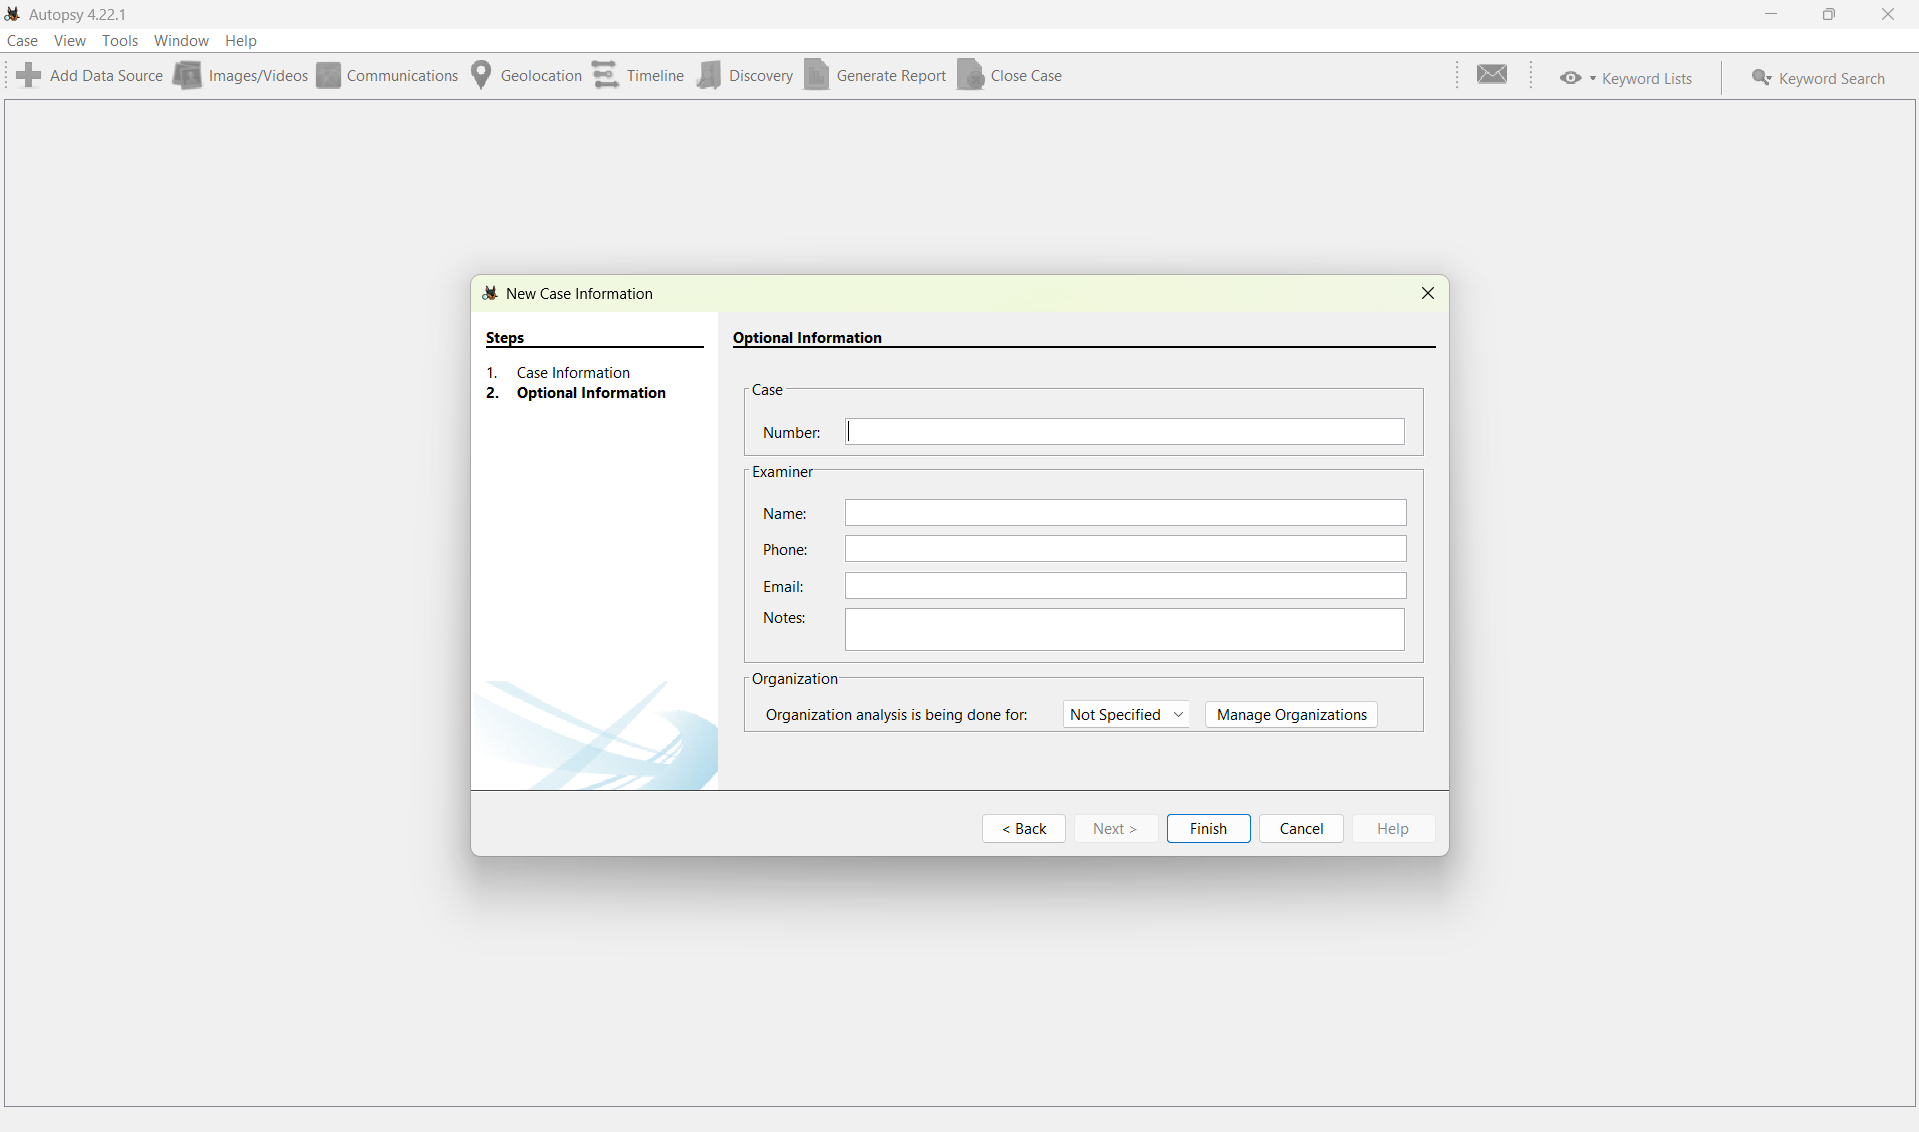 Autopsy 4.22.1
Case View Tools Window Help
Add Data Source Images/Videos Communications Geolocation Timeline Discovery Generate Report Close Case Keyword Lists Keyword Search
New Case Information
Steps
1. Case Information
2. Optional Information
Optional Information
Case
Number:
Examiner
Name:
Phone:
Email:
Notes:
Organization
Organization analysis is being done for: Not Specified Manage Organizations
< Back Next > Finish Cancel Help